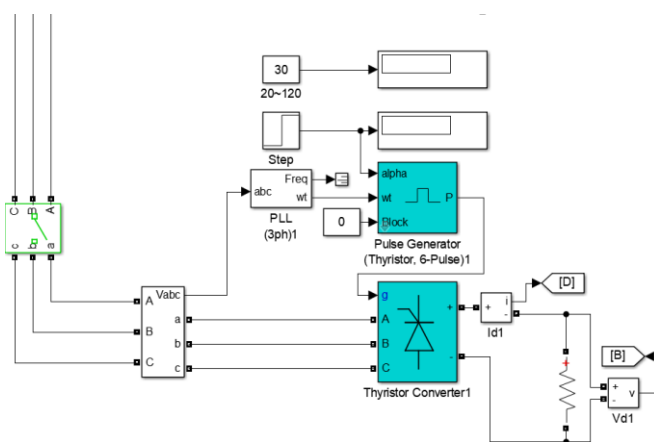 30
20~120
Step
Freq
abc
wt
PLL
(3ph)1
alpha
wt
P
0
Block
Pulse Generator
(Thyristor, 6-Pulse)1
C B A
c b a
Vabc
A
a
B
b
C
c
g
A
+
B
C
-
Thyristor Converter1
+
i
-
Id1
[D]
[B]
+
v
-
Vd1